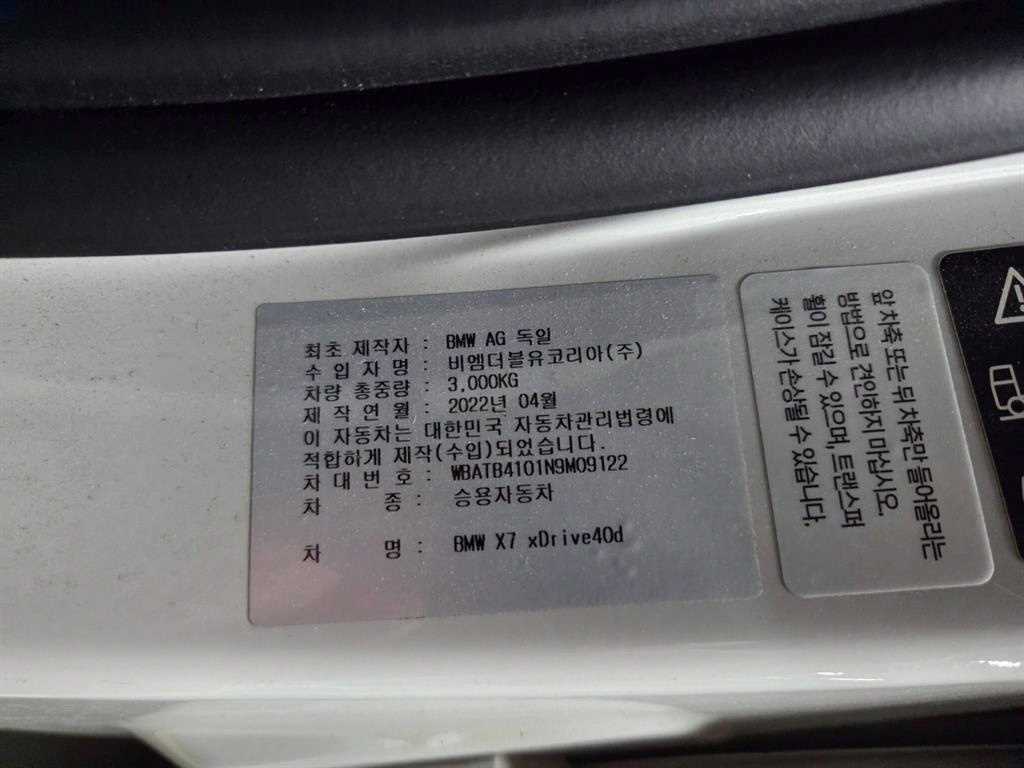 최초 제작자 : BMW AG 독일
수 입 자 명 : 비엠더블유코리아(주)
차량 총중량 : 3,000KG
제 작 연 월 : 2022년 04월
이 자동차는 대한민국 자동차관리법령에
적합하게 제작(수입)되었습니다.
차 대 번 호 : WBATB4101N9M09122
차 종 : 승용자동차
차 명 : BMW X7 xDrive40d
앞 차축 또는 뒤 차축만 들어올리는
방법으로 견인하지 마십시오.
휠이 잠길 수 있으며, 트랜스퍼
케이스가 손상될 수 있습니다.